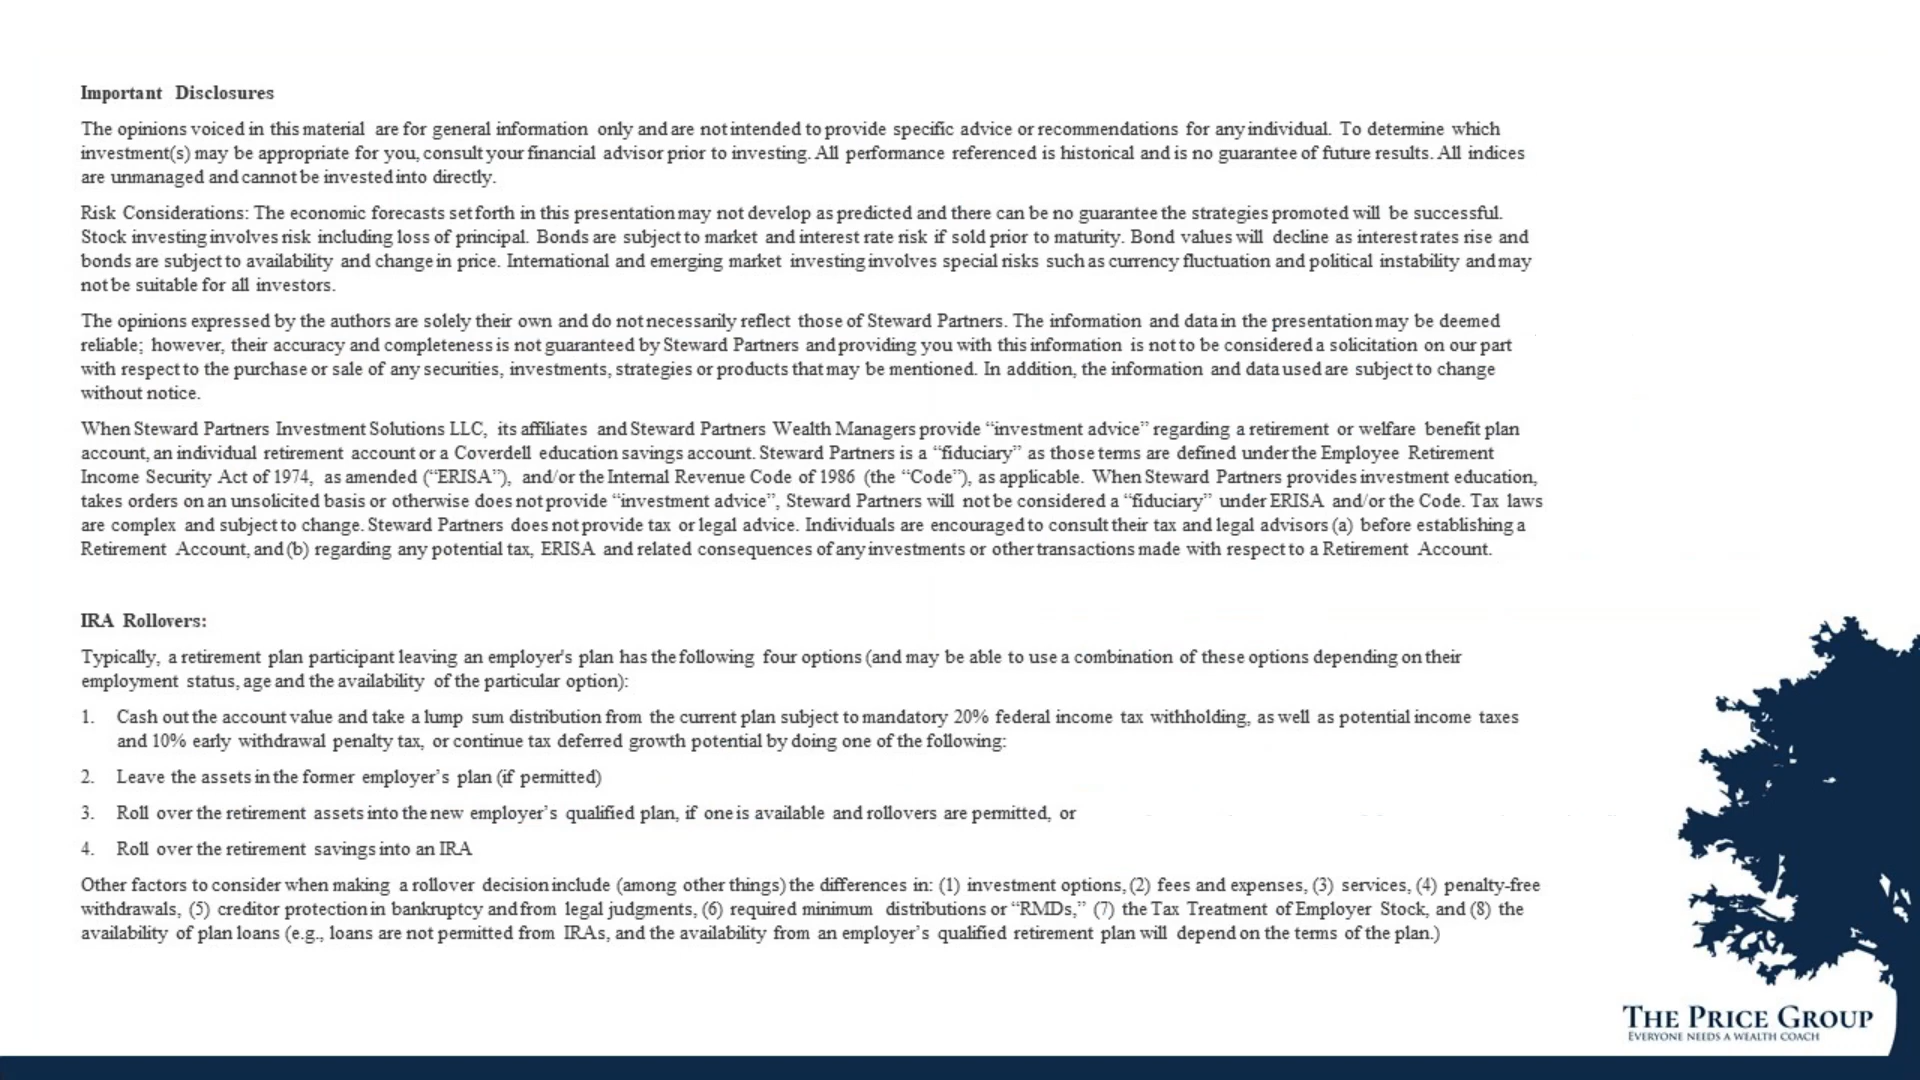 Important Disclosures
The opinions voiced in this material are for general information only and are not intended to provide specific advice or recommendations for any individual. To determine which
investment(s) may be appropriate for you, consult your financial advisor prior to investing. All performance referenced is historical and is no guarantee of future results. All indices
are unmanaged and cannot be invested into directly.
Risk Considerations: The economic forecasts set forth in this presentation may not develop as predicted and there can be no guarantee the strategies promoted will be successful.
Stock investing involves risk including loss of principal. Bonds are subject to market and interest rate risk if sold prior to maturity. Bond values will decline as interest rates rise and
bonds are subject to availability and change in price. International and emerging market investing involves special risks such as currency fluctuation and political instability and may
not be suitable for all investors.
The opinions expressed by the authors are solely their own and do not necessarily reflect those of Steward Partners. The information and data in the presentation may be deemed
reliable; however, their accuracy and completeness is not guaranteed by Steward Partners and providing you with this information is not to be considered a solicitation on our part
with respect to the purchase or sale of any securities, investments, strategies or products that may be mentioned. In addition, the information and data used are subject to change
without notice.
When Steward Partners Investment Solutions LLC, its affiliates and Steward Partners Wealth Managers provide “investment advice” regarding a retirement or welfare benefit plan
account, an individual retirement account or a Coverdell education savings account. Steward Partners is a “fiduciary” as those terms are defined under the Employee Retirement
Income Security Act of 1974, as amended (“ERISA”), and/or the Internal Revenue Code of 1986 (the “Code”), as applicable. When Steward Partners provides investment education,
takes orders on an unsolicited basis or otherwise does not provide “investment advice”, Steward Partners will not be considered a “fiduciary” under ERISA and/or the Code. Tax laws
are complex and subject to change. Steward Partners does not provide tax or legal advice. Individuals are encouraged to consult their tax and legal advisors (a) before establishing a
Retirement Account, and (b) regarding any potential tax, ERISA and related consequences of any investments or other transactions made with respect to a Retirement Account.
IRA Rollovers:
Typically, a retirement plan participant leaving an employer's plan has the following four options (and may be able to use a combination of these options depending on their
employment status, age and the availability of the particular option):
1. Cash out the account value and take a lump sum distribution from the current plan subject to mandatory 20% federal income tax withholding, as well as potential income taxes
and 10% early withdrawal penalty tax, or continue tax deferred growth potential by doing one of the following:
2. Leave the assets in the former employer’s plan (if permitted)
3. Roll over the retirement assets into the new employer’s qualified plan, if one is available and rollovers are permitted, or
4. Roll over the retirement savings into an IRA
Other factors to consider when making a rollover decision include (among other things) the differences in: (1) investment options, (2) fees and expenses, (3) services, (4) penalty-free
withdrawals, (5) creditor protection in bankruptcy and from legal judgments, (6) required minimum distributions or “RMDs,” (7) the Tax Treatment of Employer Stock, and (8) the
availability of plan loans (e.g., loans are not permitted from IRAs, and the availability from an employer’s qualified retirement plan will depend on the terms of the plan.)
THE PRICE GROUP
EVERYONE NEEDS A WEALTH COACH